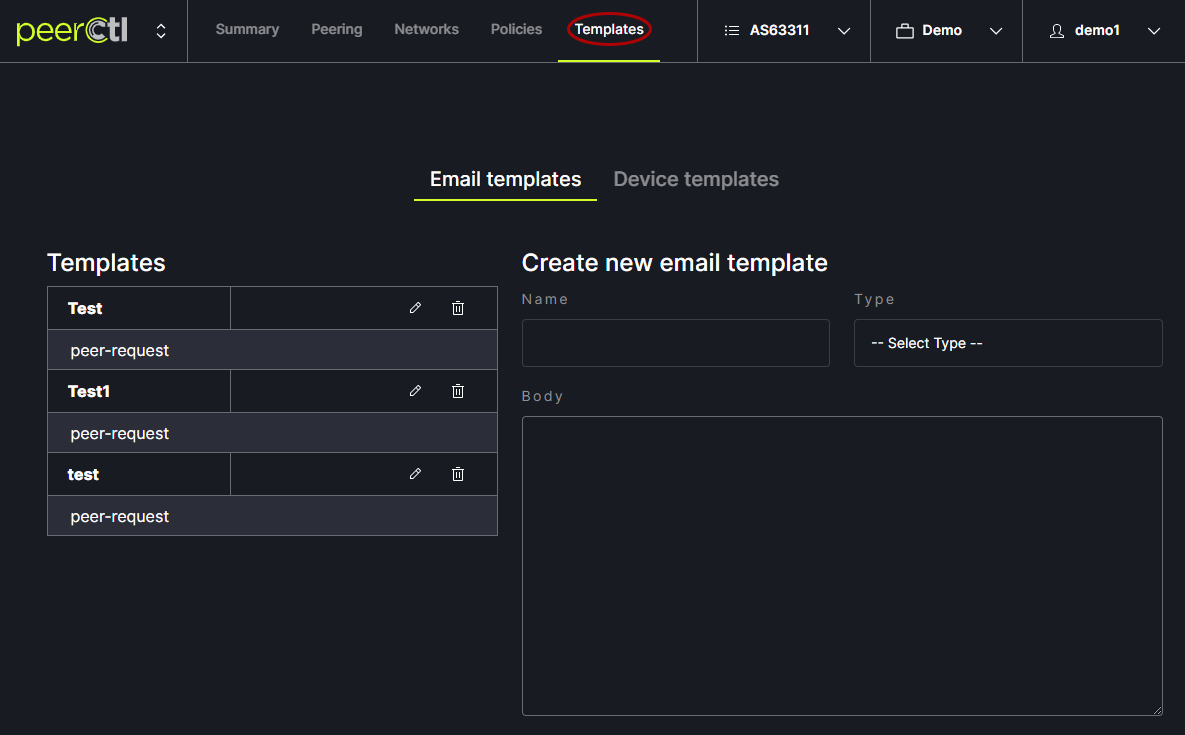 peerctl Summary Peering Networks Policies Templates AS63311 Demo demo1
Email templates Device templates
Templates
Test
peer-request
Test1
peer-request
test
peer-request
Create new email template
Name Type
-- Select Type --
Body